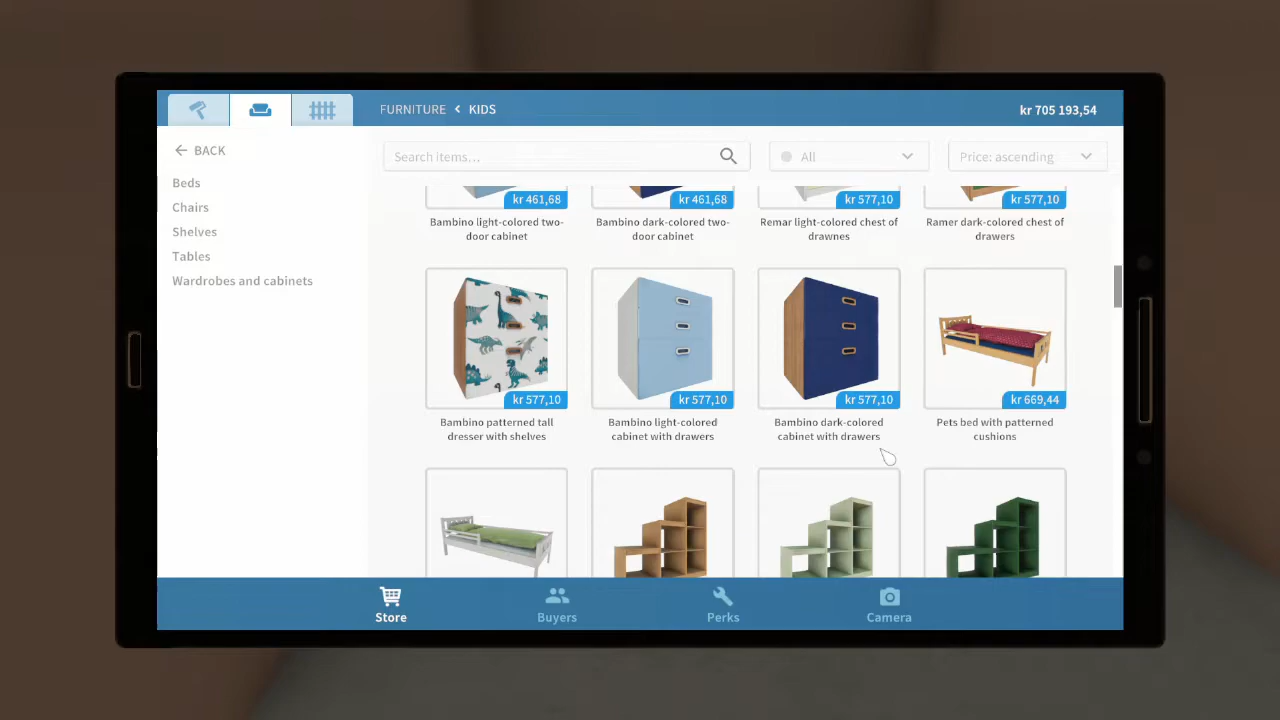 FURNITURE < KIDS
kr 705 193,54
BACK
Search items...
All
Price: ascending
Beds
Chairs
Shelves
Tables
Wardrobes and cabinets
kr 461,68
kr 461,68
kr 577,10
kr 577,10
Bambino light-colored two-
door cabinet
Bambino dark-colored two-
door cabinet
Remar light-colored chest of
drawnes
Ramer dark-colored chest of
drawers
kr 577,10
kr 577,10
kr 577,10
kr 669,44
Bambino patterned tall
dresser with shelves
Bambino light-colored
cabinet with drawers
Bambino dark-colored
cabinet with drawers
Pets bed with patterned
cushions
Store
Buyers
Perks
Camera